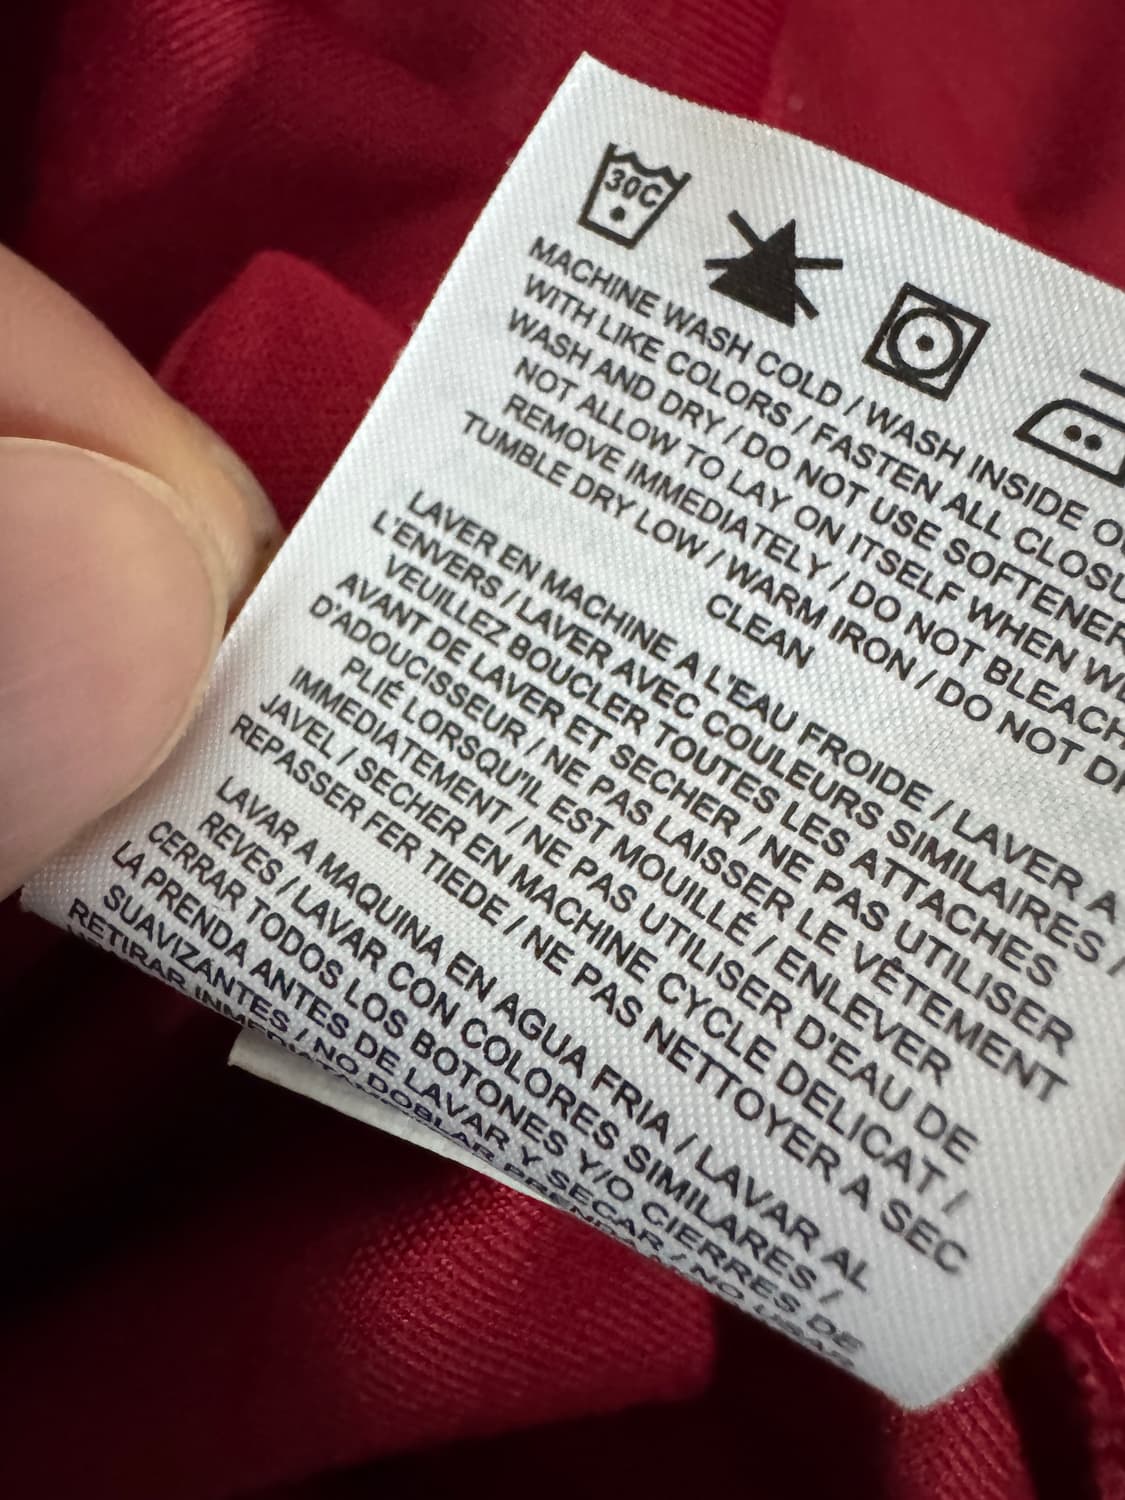 30C
MACHINE WASH COLD / WASH INSIDE
WITH LIKE COLORS / FASTEN ALL
WASH AND DRY / DO NOT USE SOFTENER
NOT ALLOW TO LAY ON ITSELF WHEN
REMOVE IMMEDIATELY / DO NOT BLEACH
TUMBLE DRY LOW / WARM IRON / DO NOT
CLEAN
LAVER EN MACHINE A L'EAU FROIDE / LAVER A
L'ENVERS / LAVER AVEC COULEURS SIMILAIRES /
VEUILLEZ BOUCLER TOUTES LES ATTACHES
AVANT DE LAVER ET SECHER / NE PAS UTILISER
D'ADOUCISSEUR / NE PAS LAISSER LE VÊTEMENT
PLIÉ LORSQU'IL EST MOUILLÉ / ENLEVER
IMMEDIATEMENT / NE PAS UTILISER D'EAU DE
JAVEL / SECHER EN MACHINE CYCLE DELICAT /
REPASSER FER TIEDE / NE PAS NETTOYER A SEC
LAVAR A MAQUINA EN AGUA FRIA / LAVAR AL
REVES / LAVAR CON COLORES SIMILARES /
CERRAR TODOS LOS BOTONES Y/O CIERRES DE
LA PRENDA ANTES DE LAVAR Y SECAR / NO USAR
SUAVIZANTES / NO DOBLAR PRENDA
RETIRAR